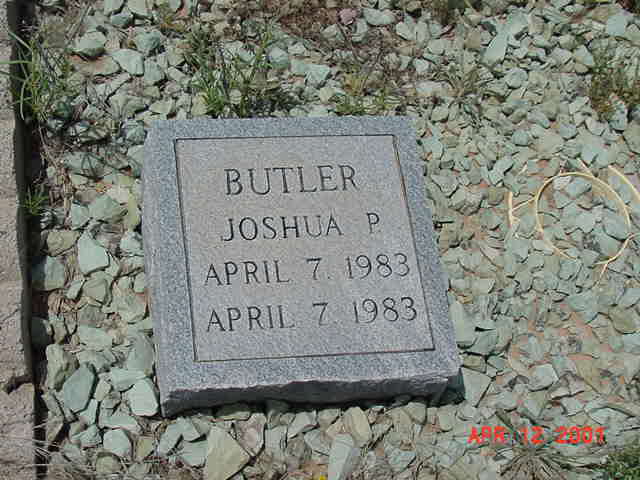 BUTLER
JOSHUA P.
APRIL 7, 1983
APRIL 7, 1983
APR 12 2001